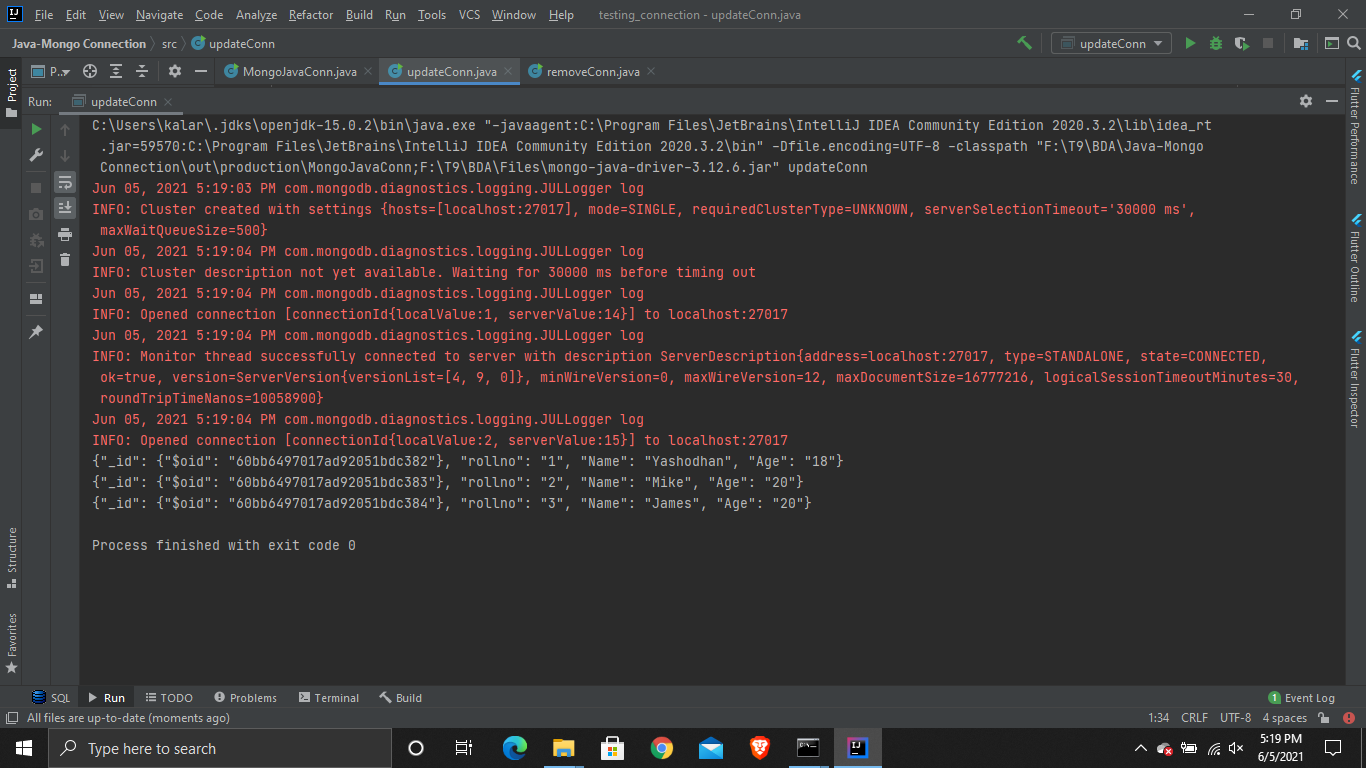 File Edit View Navigate Code Analyze Refactor Build Run Tools VCS Window Help testing_connection - updateConn.java
Java-Mongo Connection src updateConn updateConn
Project
P...
MongoJavaConn.java updateConn.java removeConn.java
Run: updateConn
C:\Users\kalar\.jdks\openjdk-15.0.2\bin\java.exe "-javaagent:C:\Program Files\JetBrains\IntelliJ IDEA Community Edition 2020.3.2\lib\idea_rt
.jar=59570:C:\Program Files\JetBrains\IntelliJ IDEA Community Edition 2020.3.2\bin" -Dfile.encoding=UTF-8 -classpath "F:\T9\BDA\Java-Mongo
Connection\out\production\MongoJavaConn;F:\T9\BDA\Files\mongo-java-driver-3.12.6.jar" updateConn
Jun 05, 2021 5:19:03 PM com.mongodb.diagnostics.logging.JULLogger log
INFO: Cluster created with settings {hosts=[localhost:27017], mode=SINGLE, requiredClusterType=UNKNOWN, serverSelectionTimeout='30000 ms',
maxWaitQueueSize=500}
Jun 05, 2021 5:19:04 PM com.mongodb.diagnostics.logging.JULLogger log
INFO: Cluster description not yet available. Waiting for 30000 ms before timing out
Jun 05, 2021 5:19:04 PM com.mongodb.diagnostics.logging.JULLogger log
INFO: Opened connection [connectionId{localValue:1, serverValue:14}] to localhost:27017
Jun 05, 2021 5:19:04 PM com.mongodb.diagnostics.logging.JULLogger log
INFO: Monitor thread successfully connected to server with description ServerDescription{address=localhost:27017, type=STANDALONE, state=CONNECTED,
ok=true, version=ServerVersion{versionList=[4, 9, 0]}, minWireVersion=0, maxWireVersion=12, maxDocumentSize=16777216, logicalSessionTimeoutMinutes=30,
roundTripTimeNanos=10058900}
Jun 05, 2021 5:19:04 PM com.mongodb.diagnostics.logging.JULLogger log
INFO: Opened connection [connectionId{localValue:2, serverValue:15}] to localhost:27017
{"_id": {"$oid": "60bb6497017ad92051bdc382"}, "rollno": "1", "Name": "Yashodhan", "Age": "18"}
{"_id": {"$oid": "60bb6497017ad92051bdc383"}, "rollno": "2", "Name": "Mike", "Age": "20"}
{"_id": {"$oid": "60bb6497017ad92051bdc384"}, "rollno": "3", "Name": "James", "Age": "20"}
Process finished with exit code 0
Structure
Favorites
Flutter Performance
Flutter Outline
Flutter Inspector
SQL Run TODO Problems Terminal Build 1 Event Log
All files are up-to-date (moments ago) 1:34 CRLF UTF-8 4 spaces
Type here to search
5:19 PM
6/5/2021